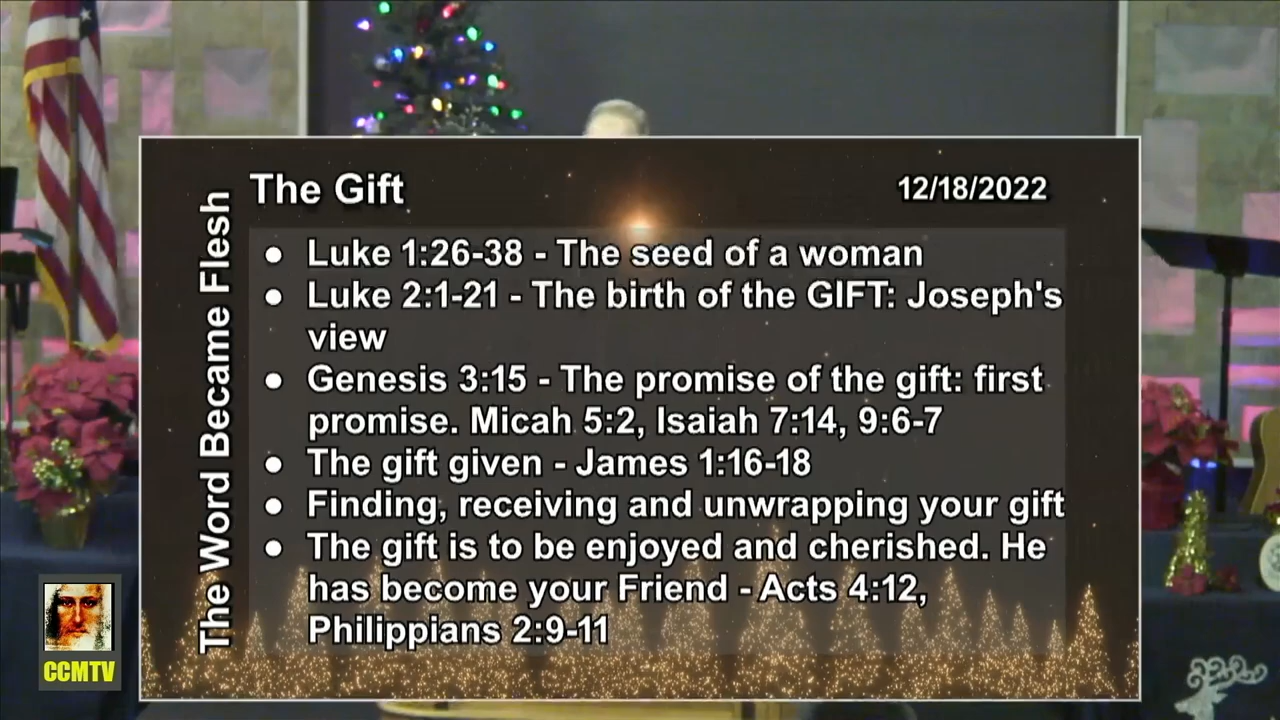 The Gift
12/18/2022
The Word Became Flesh
● Luke 1:26-38 - The seed of a woman
● Luke 2:1-21 - The birth of the GIFT: Joseph's
view
● Genesis 3:15 - The promise of the gift: first
promise. Micah 5:2, Isaiah 7:14, 9:6-7
● The gift given - James 1:16-18
● Finding, receiving and unwrapping your gift
● The gift is to be enjoyed and cherished. He
has become your Friend - Acts 4:12,
Philippians 2:9-11
CCMTV